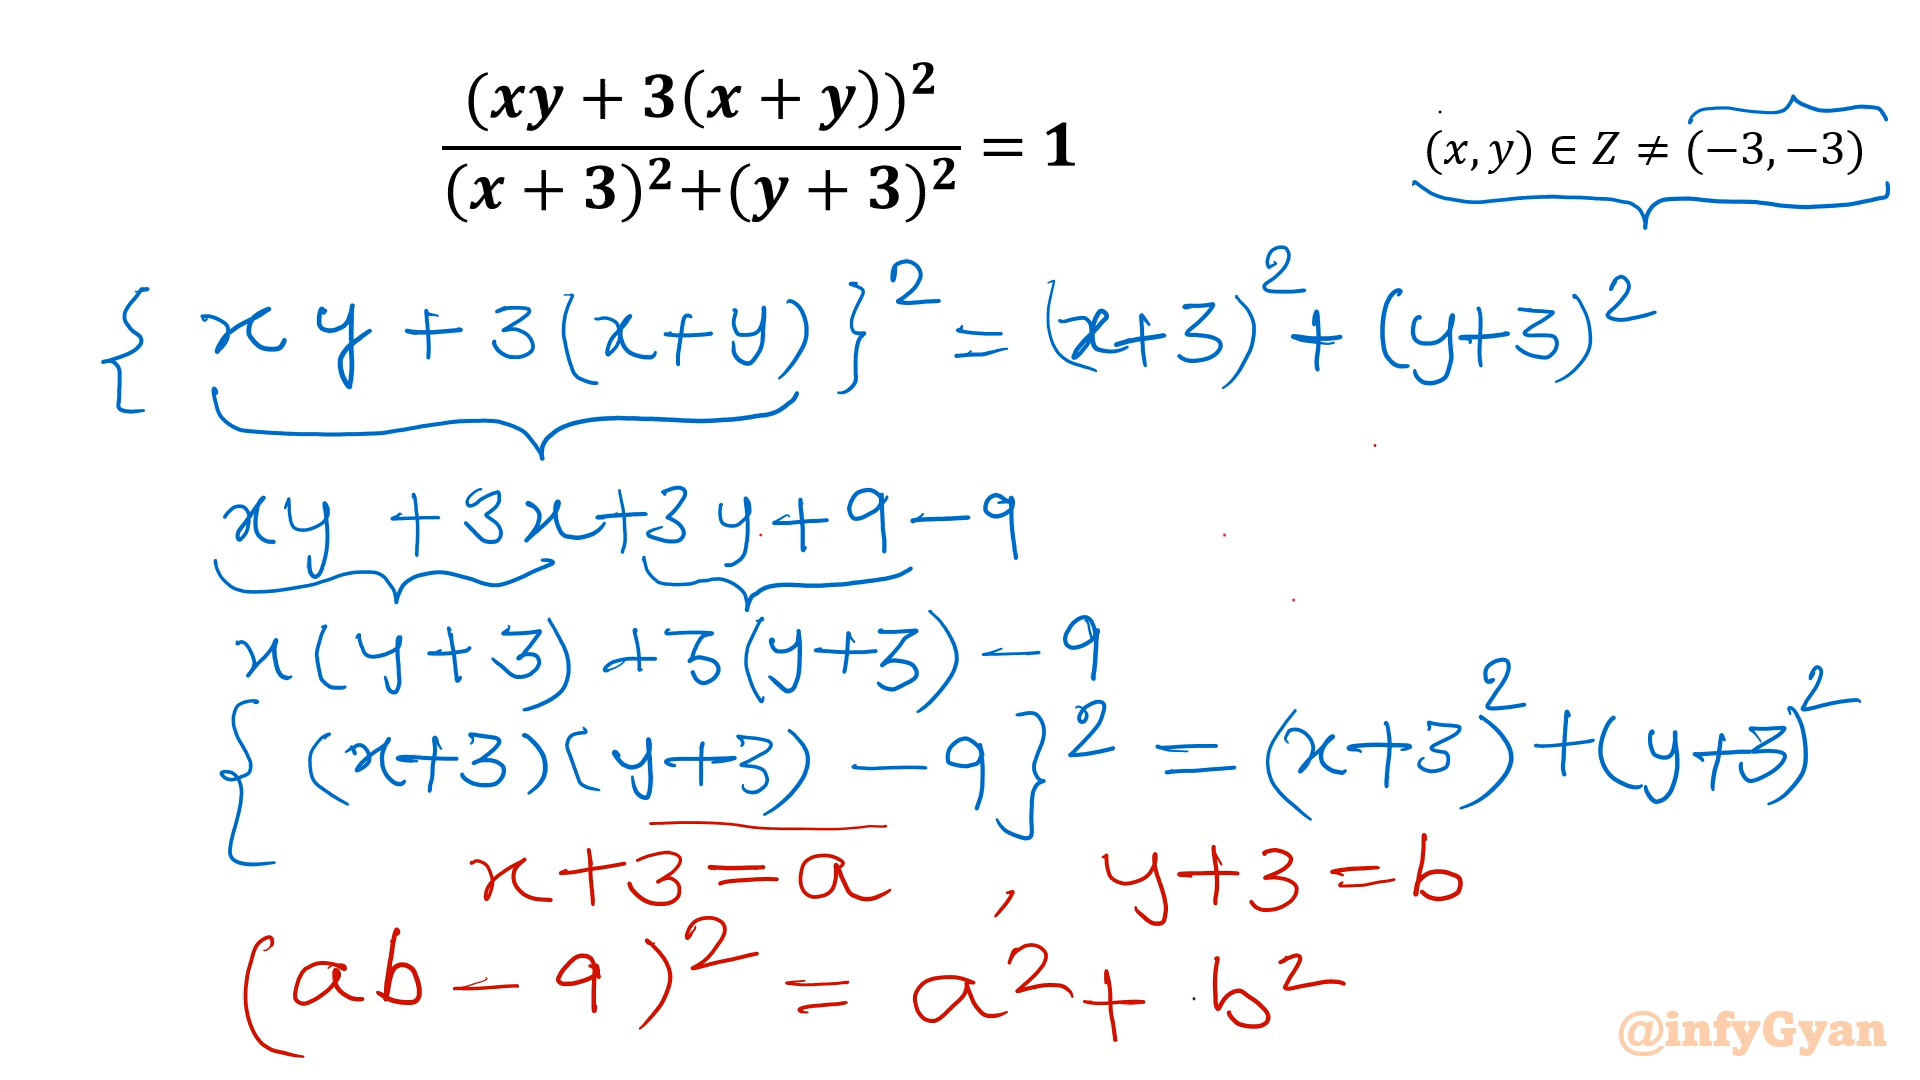 (xy + 3(x + y))² / (x + 3)²+(y + 3)² = 1
(x, y) ∈ Z ≠ (−3, −3)
{xy + 3(x+y)}² = (x+3)² + (y+3)²
xy + 3x + 3y + 9 − 9
x(y+3) + 3(y+3) − 9
{(x+3)(y+3) − 9}² = (x+3)² + (y+3)²
x+3 = a , y+3 = b
(ab − 9)² = a² + b²
@infyGyan